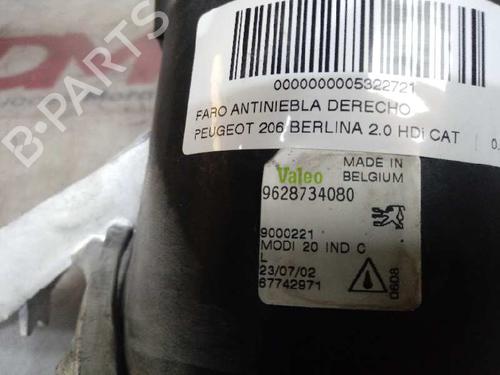 0000000005322721
FARO ANTINIEBLA DERECHO
PEUGEOT 206 BERLINA 2.0 HDi CAT
Valeo
MADE IN
BELGIUM
9628734080
9000221
MODI 20 IND C
L
23/07/02
67742971
0608